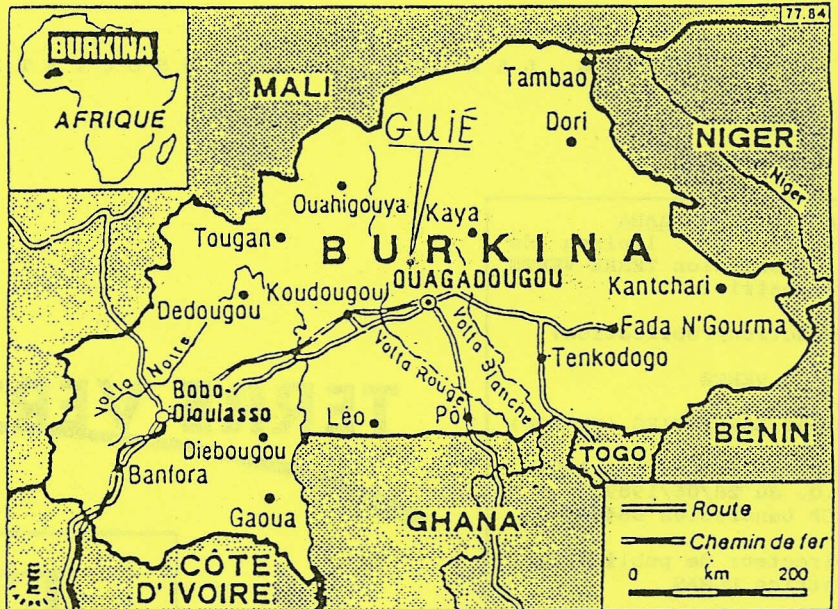 77.84
BURKINA
AFRIQUE
MALI
Tambao
Dori
NIGER
Niger
GUIÉ
Ouahigouya
Kaya
Tougan
BURKINA
OUAGADOUGOU
Kantchari
Koudougou
Dedougou
Fada N'Gourma
Volta Noire
Volta Rouge
Volta Blanche
Tenkodogo
Bobo-
Dioulasso
Léo
Pô
BÉNIN
Diebougou
TOGO
Banfora
Route
Gaoua
GHANA
Chemin de fer
CÔTE
D'IVOIRE
0 km 200